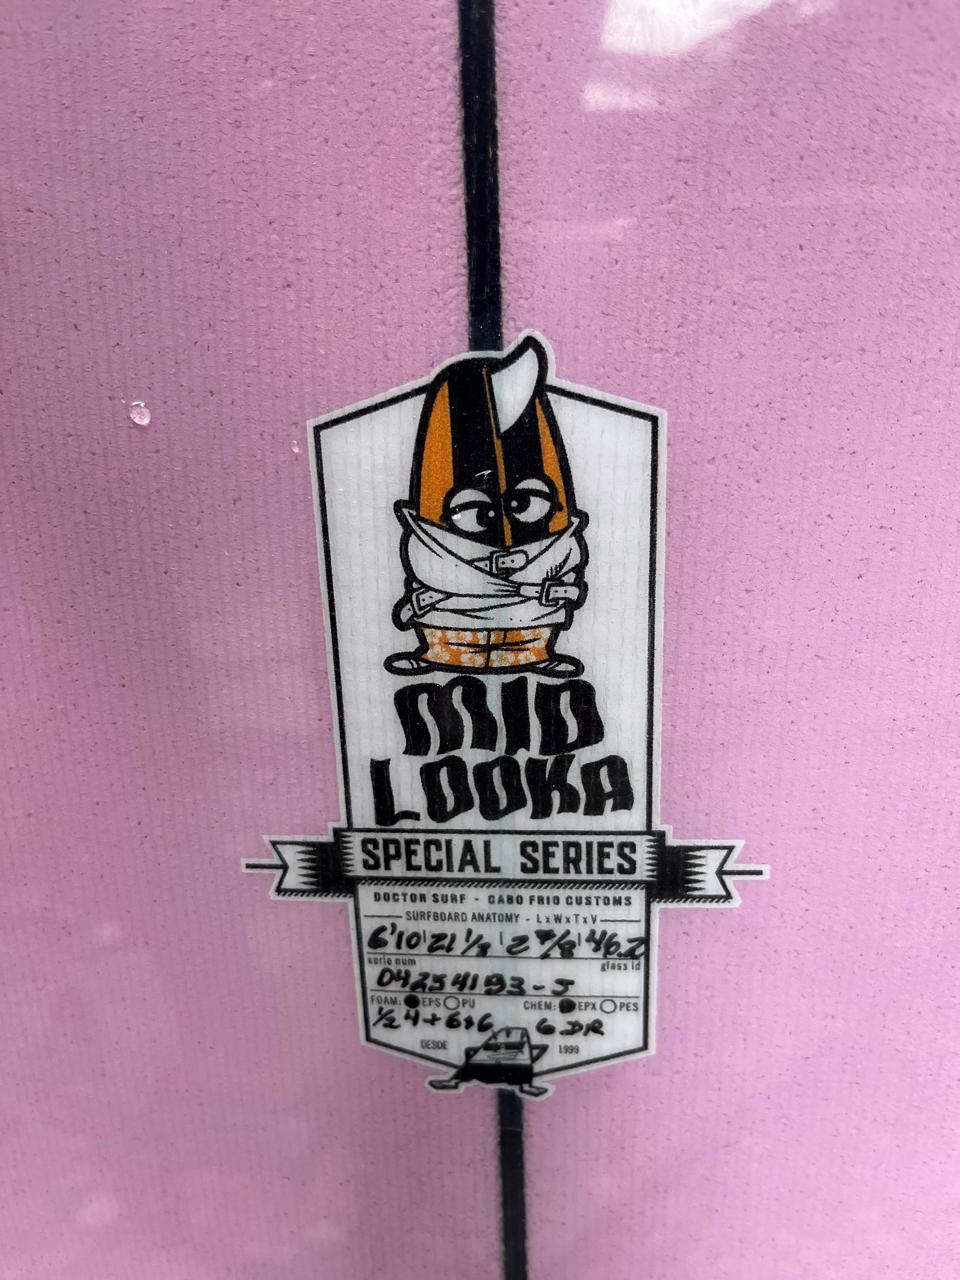 MID
LOOKA
SPECIAL SERIES
DOCTOR SURF - CABO FRIO CUSTOMS
SURFBOARD ANATOMY - LxWxTxV
6'10 | 21 1/8 | 2 7/8 | 46.2
serie num glass id
04254193-5
FOAM: EPS PU CHEM: EPX PES
1/2 4+6+6 6 DR
DESDE 1999